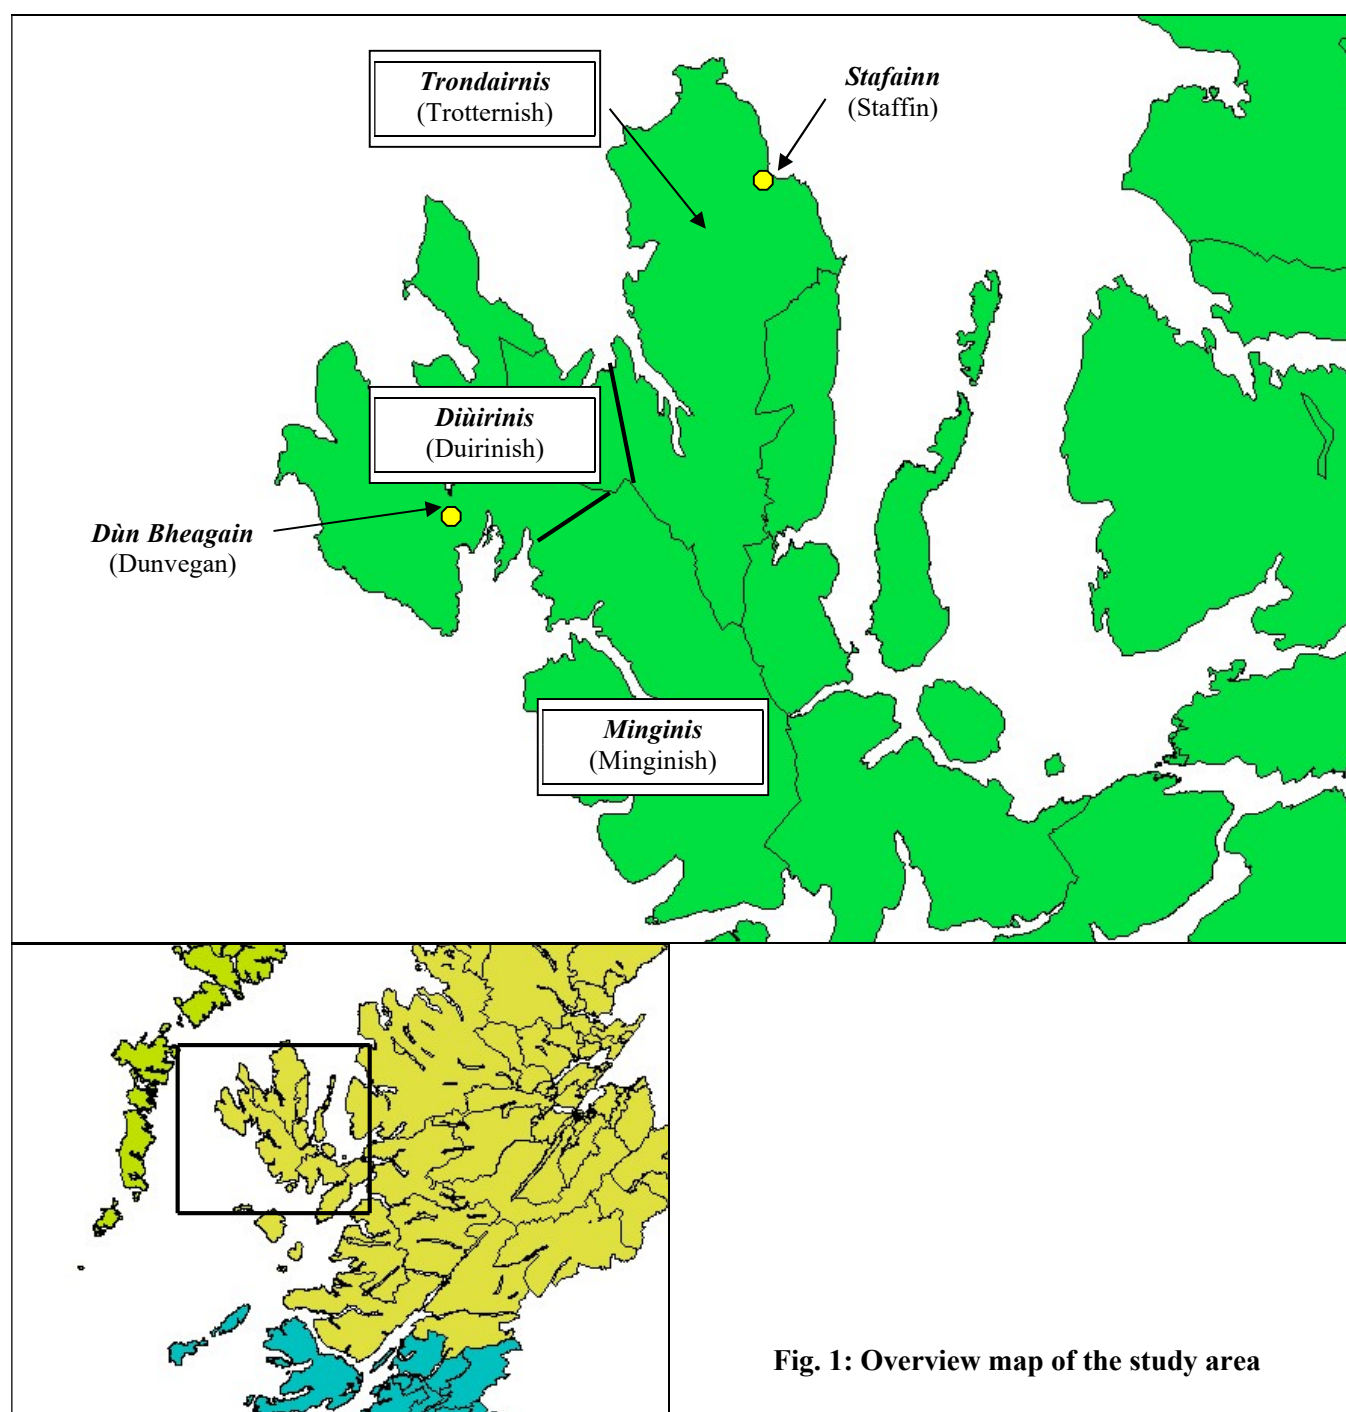 Trondairnis
(Trotternish)
Stafainn
(Staffin)
Diùirinis
(Duirinish)
Dùn Bheagain
(Dunvegan)
Minginis
(Minginish)
Fig. 1: Overview map of the study area